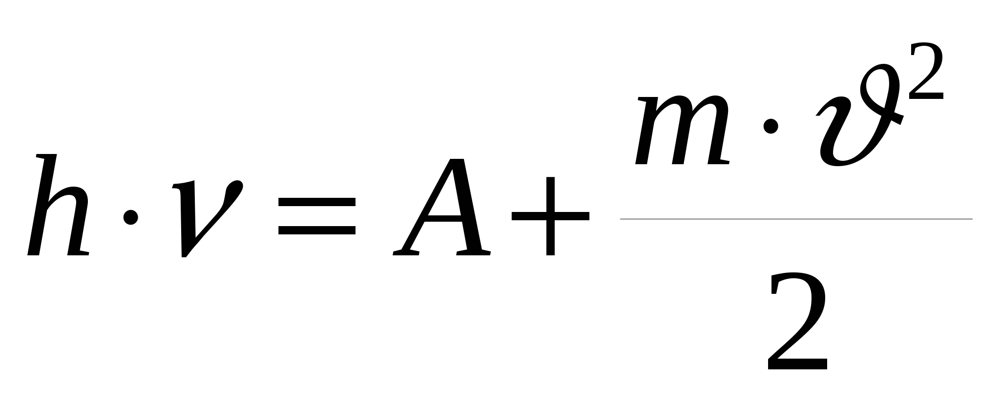 h · ν = A + m · ϑ² / 2